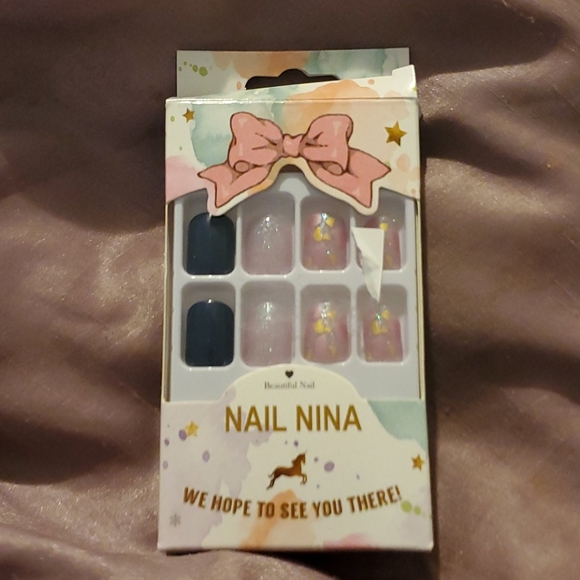 Beautiful Nail
NAIL NINA
WE HOPE TO SEE YOU THERE!